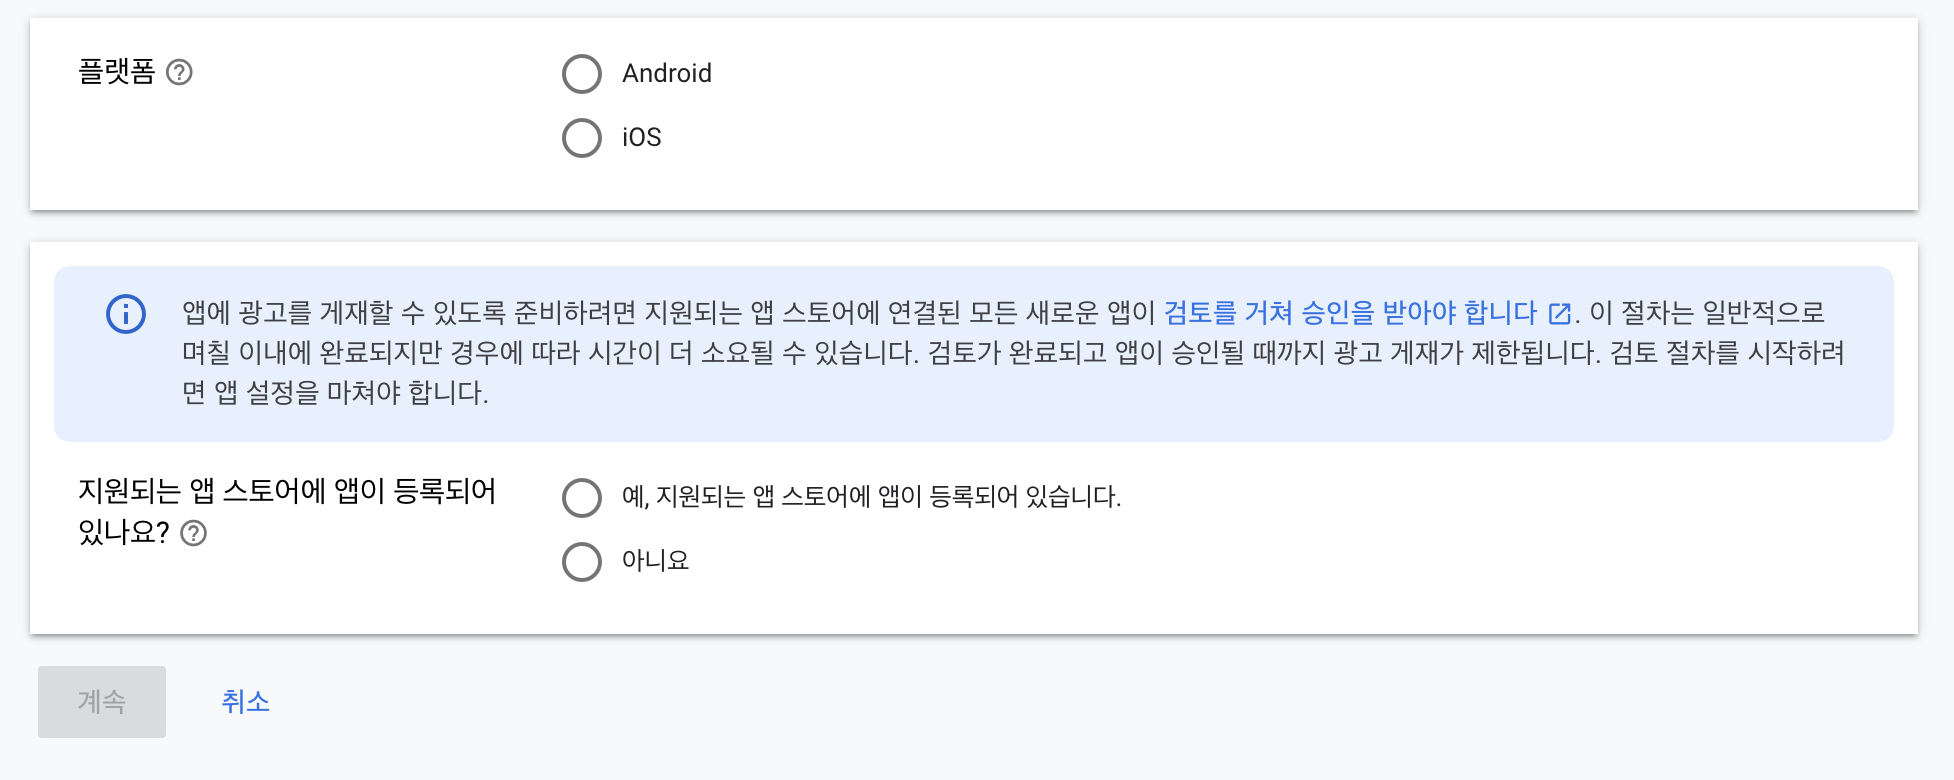 플랫폼
Android
iOS
앱에 광고를 게재할 수 있도록 준비하려면 지원되는 앱 스토어에 연결된 모든 새로운 앱이 검토를 거쳐 승인을 받아야 합니다. 이 절차는 일반적으로
며칠 이내에 완료되지만 경우에 따라 시간이 더 소요될 수 있습니다. 검토가 완료되고 앱이 승인될 때까지 광고 게재가 제한됩니다. 검토 절차를 시작하려
면 앱 설정을 마쳐야 합니다.
지원되는 앱 스토어에 앱이 등록되어
있나요?
예, 지원되는 앱 스토어에 앱이 등록되어 있습니다.
아니요
계속
취소